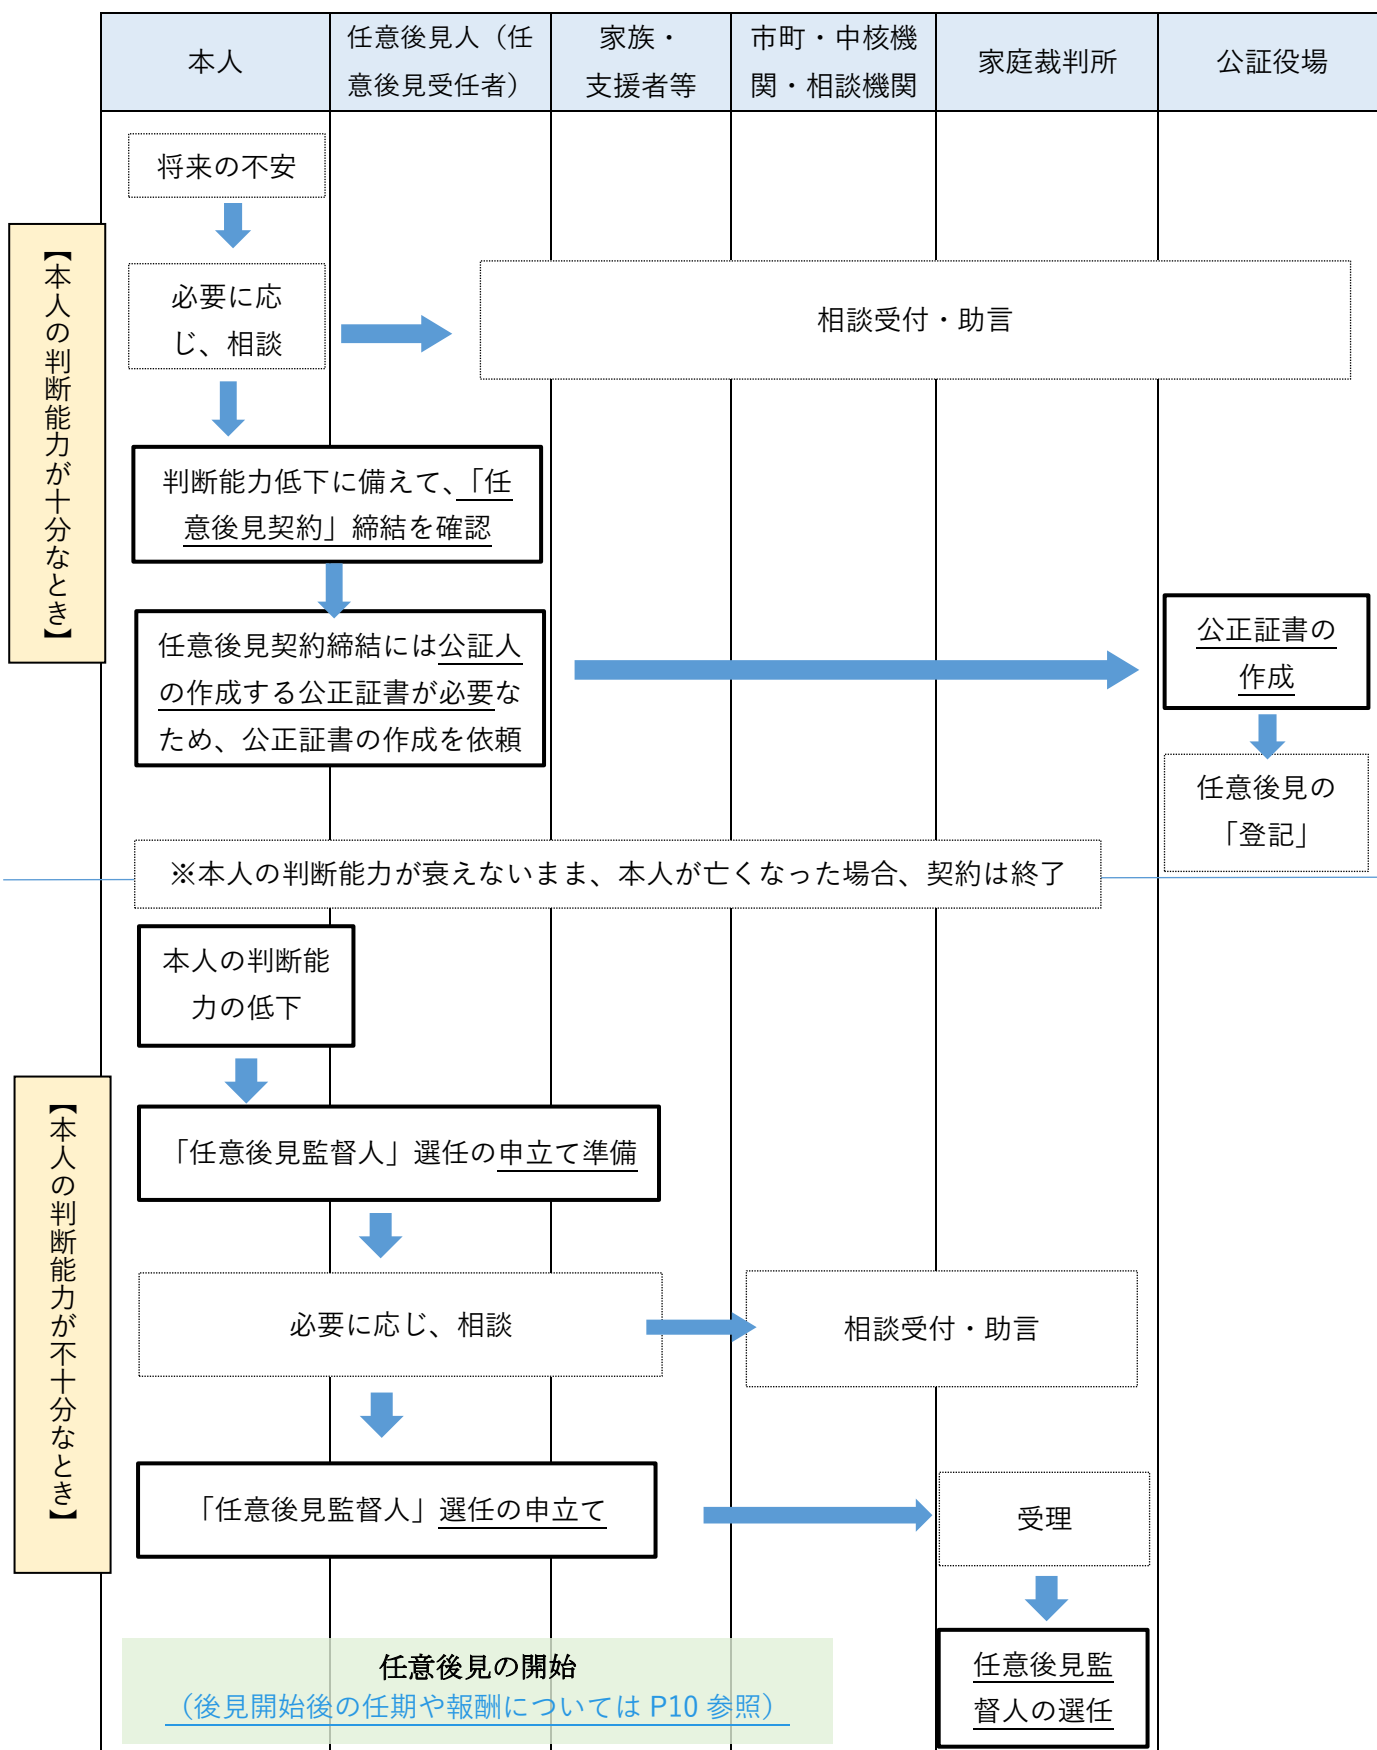 本人
任意後見人（任
意後見受任者）
家族・
支援者等
市町・中核機
関・相談機関
家庭裁判所
公証役場
【本人の判断能力が十分なとき】
将来の不安
必要に応
じ、相談
相談受付・助言
判断能力低下に備えて、「任
意後見契約」締結を確認
任意後見契約締結には公証人
の作成する公正証書が必要な
ため、公正証書の作成を依頼
公正証書の
作成
任意後見の
「登記」
※本人の判断能力が衰えないまま、本人が亡くなった場合、契約は終了
【本人の判断能力が不十分なとき】
本人の判断能
力の低下
「任意後見監督人」選任の申立て準備
必要に応じ、相談
相談受付・助言
「任意後見監督人」選任の申立て
受理
任意後見監
督人の選任
任意後見の開始
（後見開始後の任期や報酬については P10 参照）